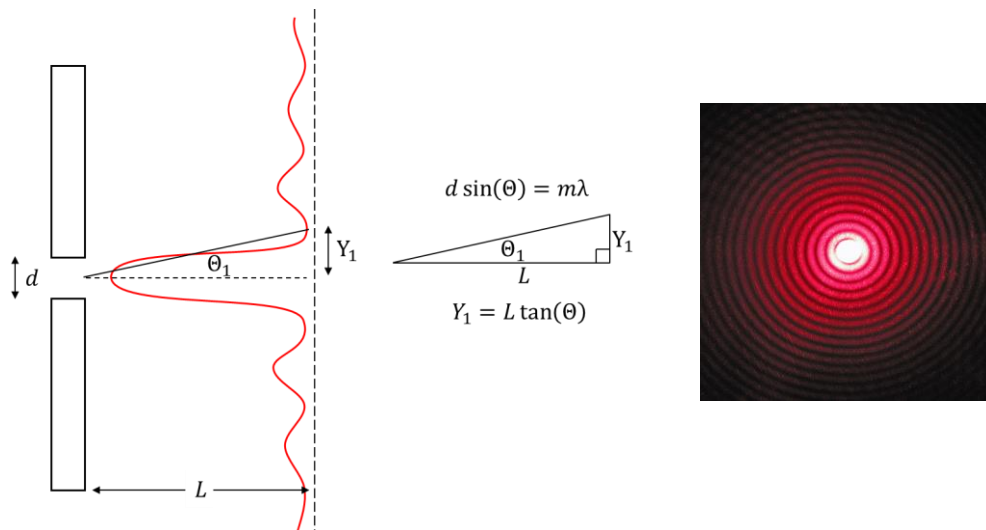 d
Θ₁
Y₁
L
d sin(Θ) = mλ
Θ₁
Y₁
L
Y₁ = L tan(Θ)